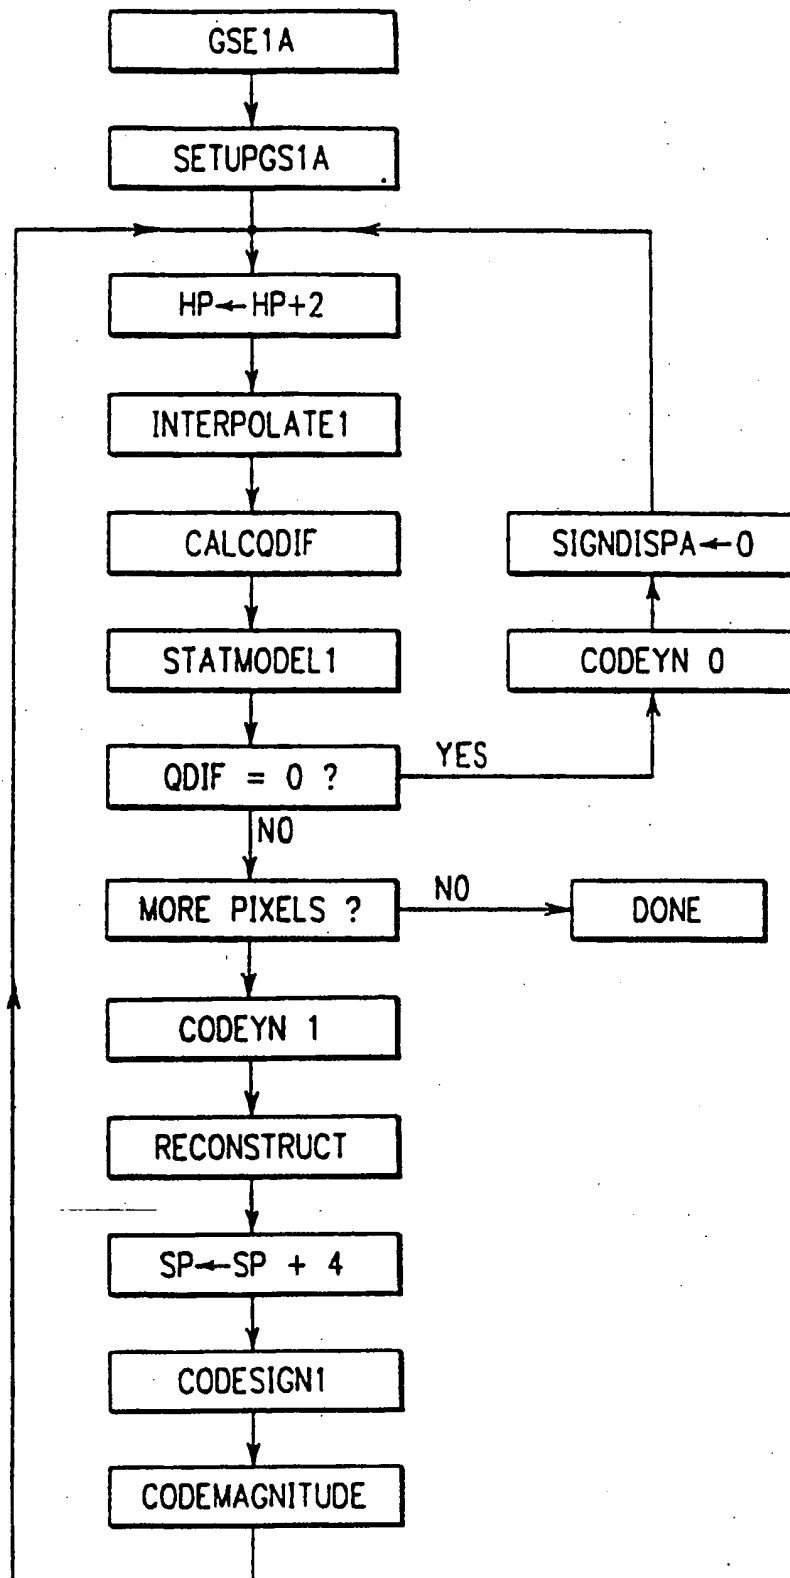 GSE1A
SETUPGS1A
HP←HP+2
INTERPOLATE1
CALCQDIF
SIGNDISPA←0
STATMODEL1
CODEYN 0
QDIF = 0 ?
YES
NO
MORE PIXELS ?
NO
DONE
CODEYN 1
RECONSTRUCT
SP←SP + 4
CODESIGN1
CODEMAGNITUDE